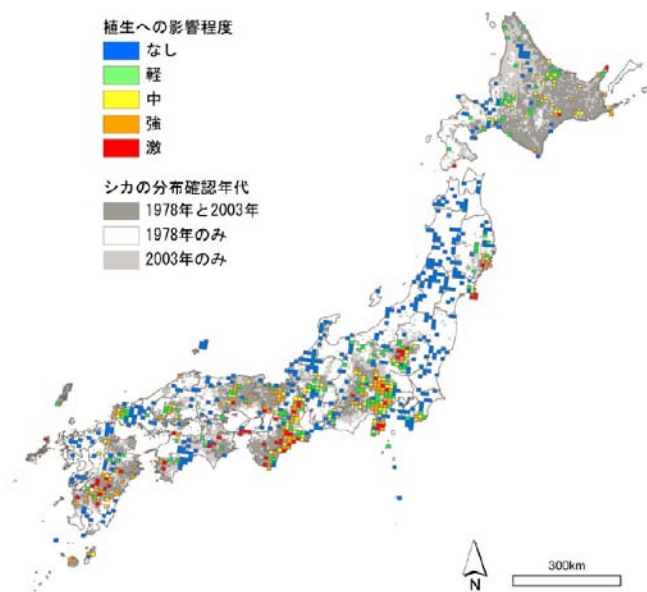 植生への影響程度
なし
軽
中
強
激
シカの分布確認年代
1978年と2003年
1978年のみ
2003年のみ
N
300km